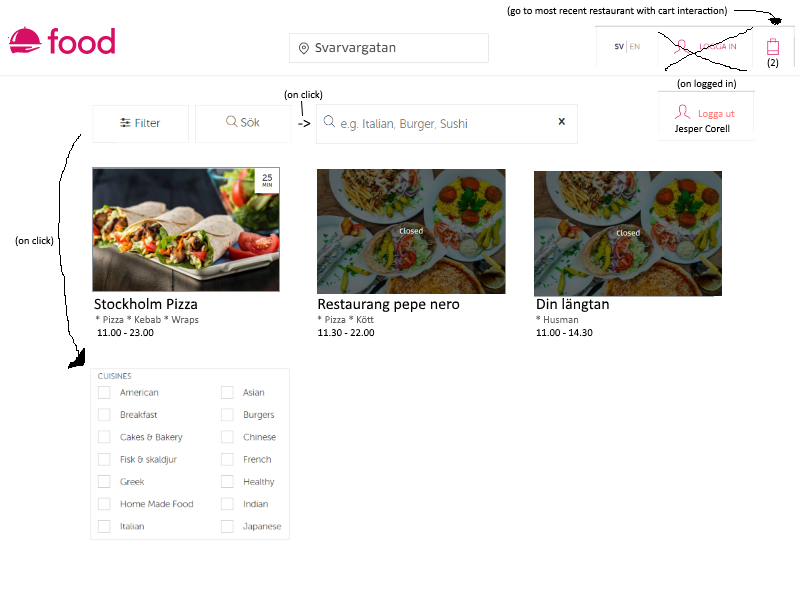 (go to most recent restaurant with cart interaction)
food
Svarvargatan
SV | EN
LOGGA IN
(2)
(on logged in)
(on click)
Filter
Sök
->
e.g. Italian, Burger, Sushi
x
Logga ut
Jesper Corell
25
MIN
Closed
Closed
(on click)
Stockholm Pizza
* Pizza * Kebab * Wraps
11.00 - 23.00
Restaurang pepe nero
* Pizza * Kött
11.30 - 22.00
Din längtan
* Husman
11.00 - 14.30
CUISINES
American
Asian
Breakfast
Burgers
Cakes & Bakery
Chinese
Fisk & skaldjur
French
Greek
Healthy
Home Made Food
Indian
Italian
Japanese